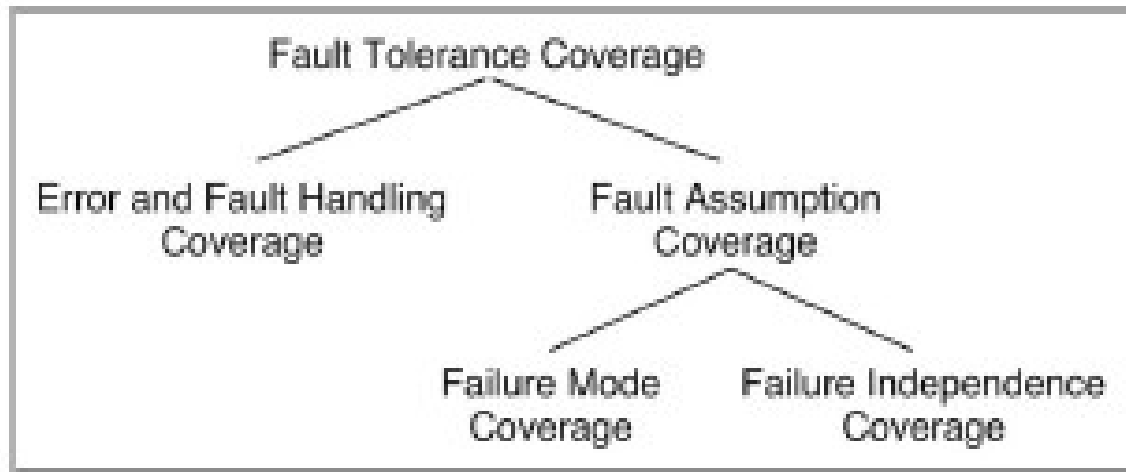 Fault Tolerance Coverage
Error and Fault Handling
Coverage
Fault Assumption
Coverage
Failure Mode
Coverage
Failure Independence
Coverage